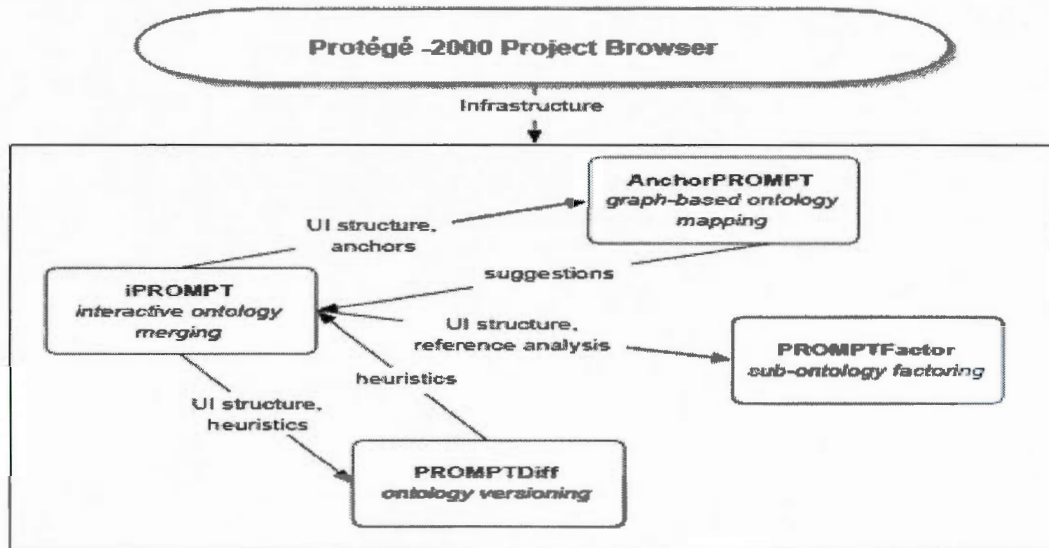 Protégé -2000 Project Browser
Infrastructure
AnchorPROMPT
graph-based ontology
mapping
UI structure,
anchors
suggestions
iPROMPT
interactive ontology
merging
UI structure,
reference analysis
PROMPTFactor
sub-ontology factoring
heuristics
UI structure,
heuristics
PROMPTDiff
ontology versioning